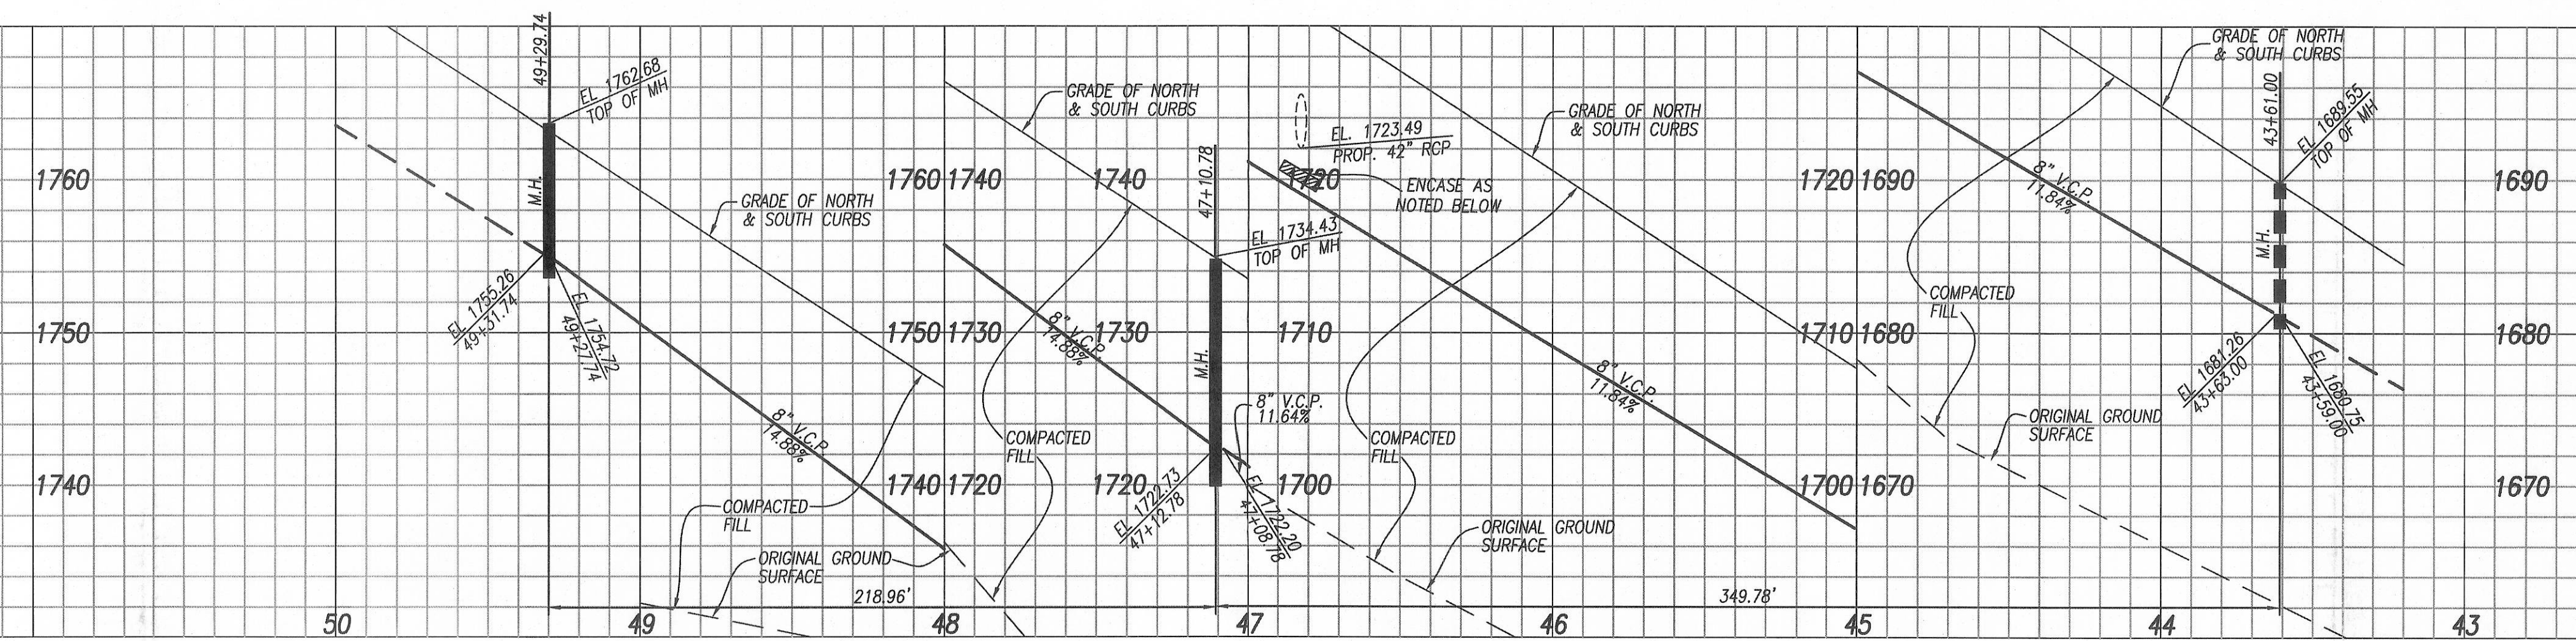 49+29.74
EL 1762.68
TOP OF MH
M.H.
GRADE OF NORTH
& SOUTH CURBS
EL 1755.26
49+31.74
EL 1754.72
49+27.74
8" V.C.P.
14.88%
COMPACTED
FILL
ORIGINAL GROUND
SURFACE
218.96'
1760
1750
1740
1760
1750
1740
1740
1730
1720
GRADE OF NORTH
& SOUTH CURBS
8" V.C.P.
14.88%
COMPACTED
FILL
1740
1730
1720
47+10.78
EL 1734.43
TOP OF MH
M.H.
8" V.C.P.
11.64%
EL 1722.73
47+12.78
EL 1722.20
47+08.78
EL. 1723.49
PROP. 42" RCP
ENCASE AS
NOTED BELOW
1720
1710
1700
GRADE OF NORTH
& SOUTH CURBS
COMPACTED
FILL
8" V.C.P.
11.84%
ORIGINAL GROUND
SURFACE
349.78'
1720
1710
1700
1690
1680
1670
8" V.C.P.
11.84%
COMPACTED
FILL
ORIGINAL GROUND
SURFACE
GRADE OF NORTH
& SOUTH CURBS
43+61.00
EL 1689.55
TOP OF MH
M.H.
EL 1681.26
43+63.00
EL 1680.75
43+59.00
1690
1680
1670
50
49
48
47
46
45
44
43